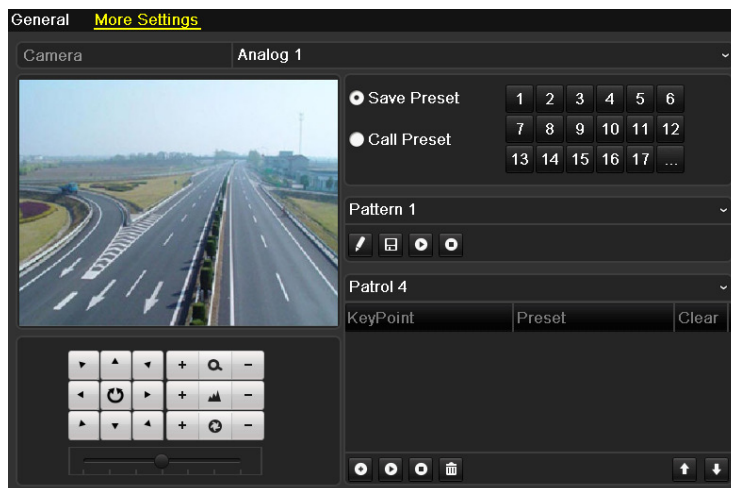 General More Settings
Camera Analog 1
Save Preset 1 2 3 4 5 6
Call Preset 7 8 9 10 11 12
13 14 15 16 17 ...
Pattern 1
Patrol 4
KeyPoint Preset Clear
+ -
+ -
+ -